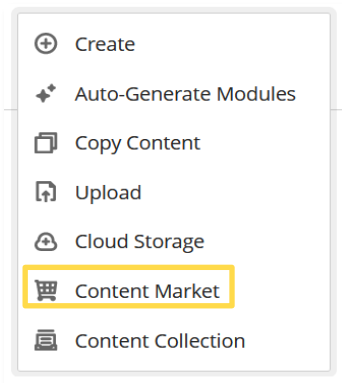 Create
Auto-Generate Modules
Copy Content
Upload
Cloud Storage
Content Market
Content Collection